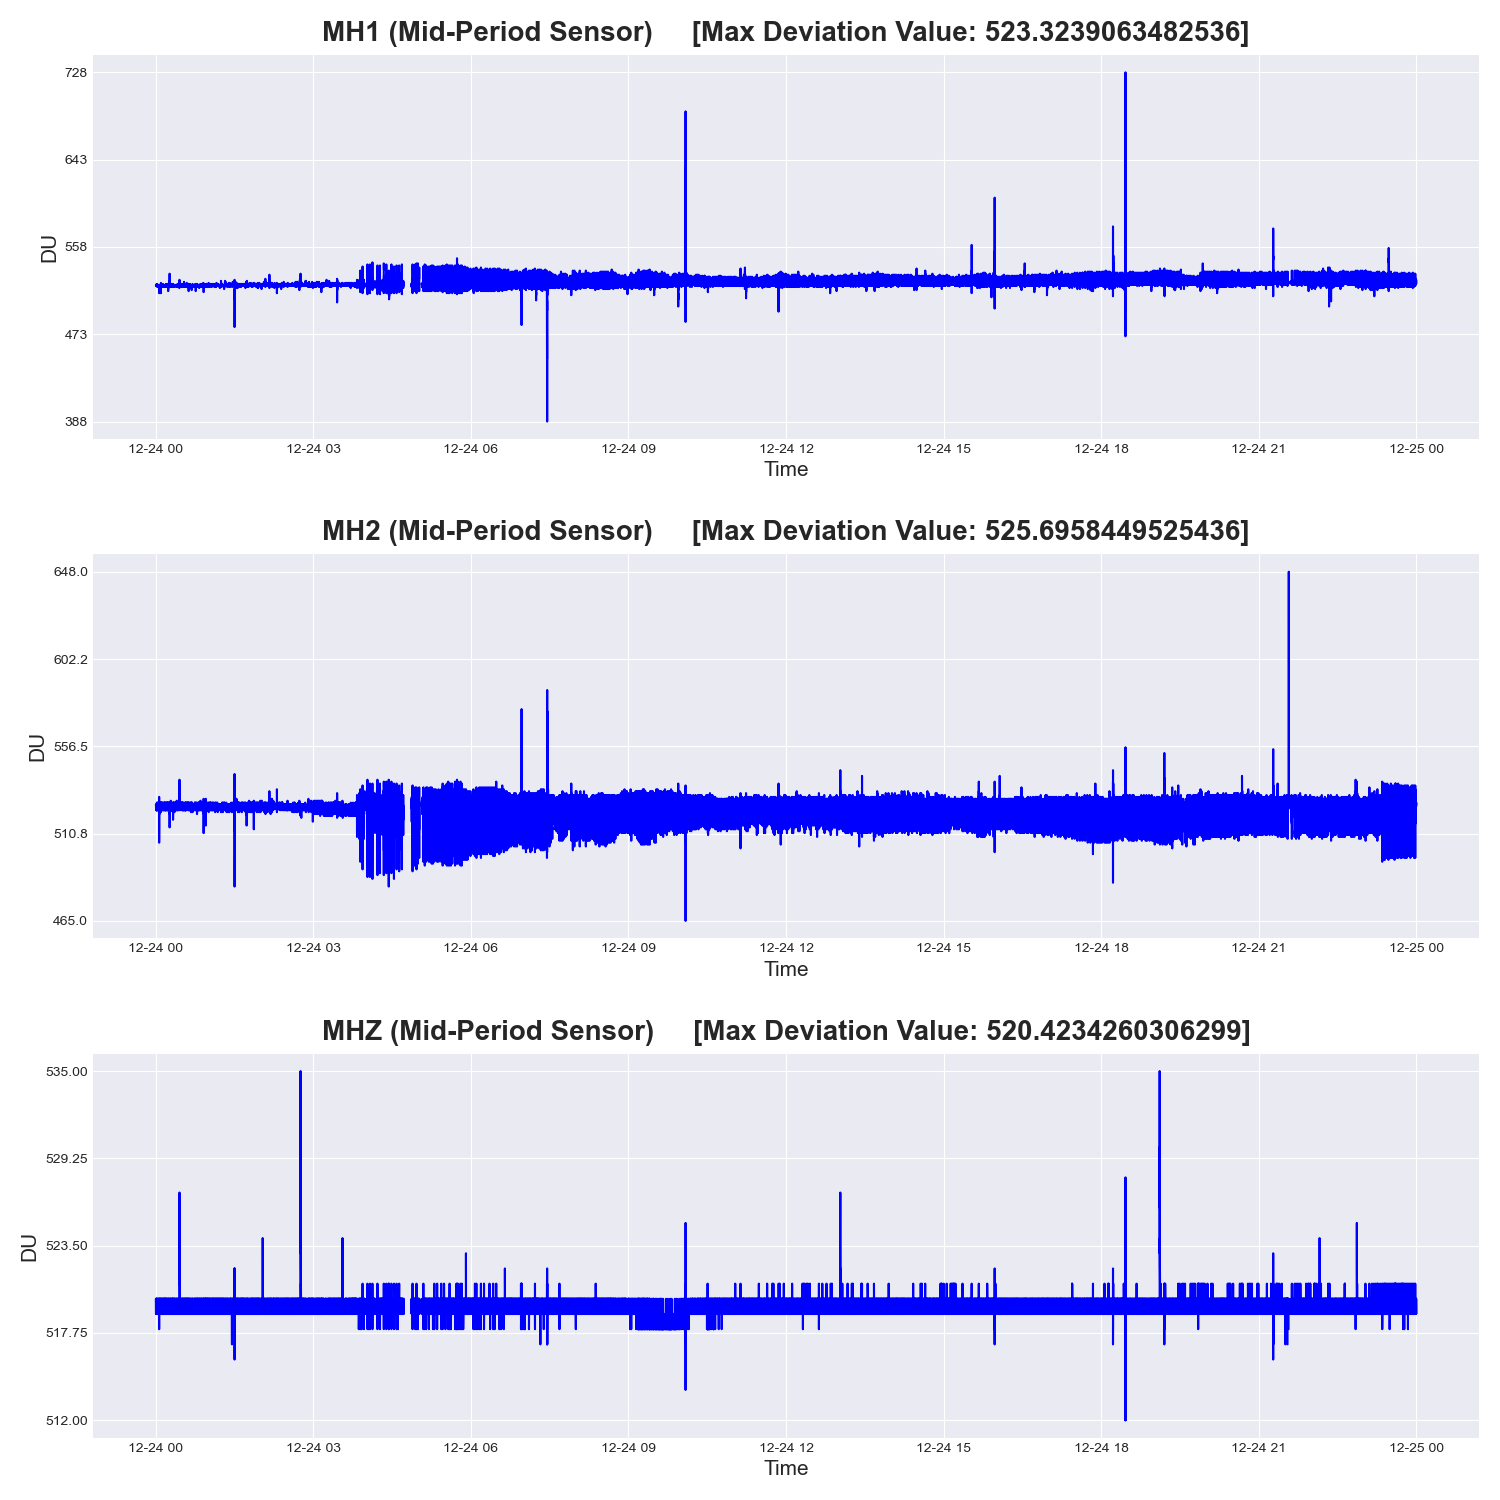 MH1 (Mid-Period Sensor) [Max Deviation Value: 523.3239063482536]
728
643
558
473
388
DU
12-24 00 12-24 03 12-24 06 12-24 09 12-24 12 12-24 15 12-24 18 12-24 21 12-25 00
Time
MH2 (Mid-Period Sensor) [Max Deviation Value: 525.6958449525436]
648.0
602.2
556.5
510.8
465.0
DU
12-24 00 12-24 03 12-24 06 12-24 09 12-24 12 12-24 15 12-24 18 12-24 21 12-25 00
Time
MHZ (Mid-Period Sensor) [Max Deviation Value: 520.4234260306299]
535.00
529.25
523.50
517.75
512.00
DU
12-24 00 12-24 03 12-24 06 12-24 09 12-24 12 12-24 15 12-24 18 12-24 21 12-25 00
Time